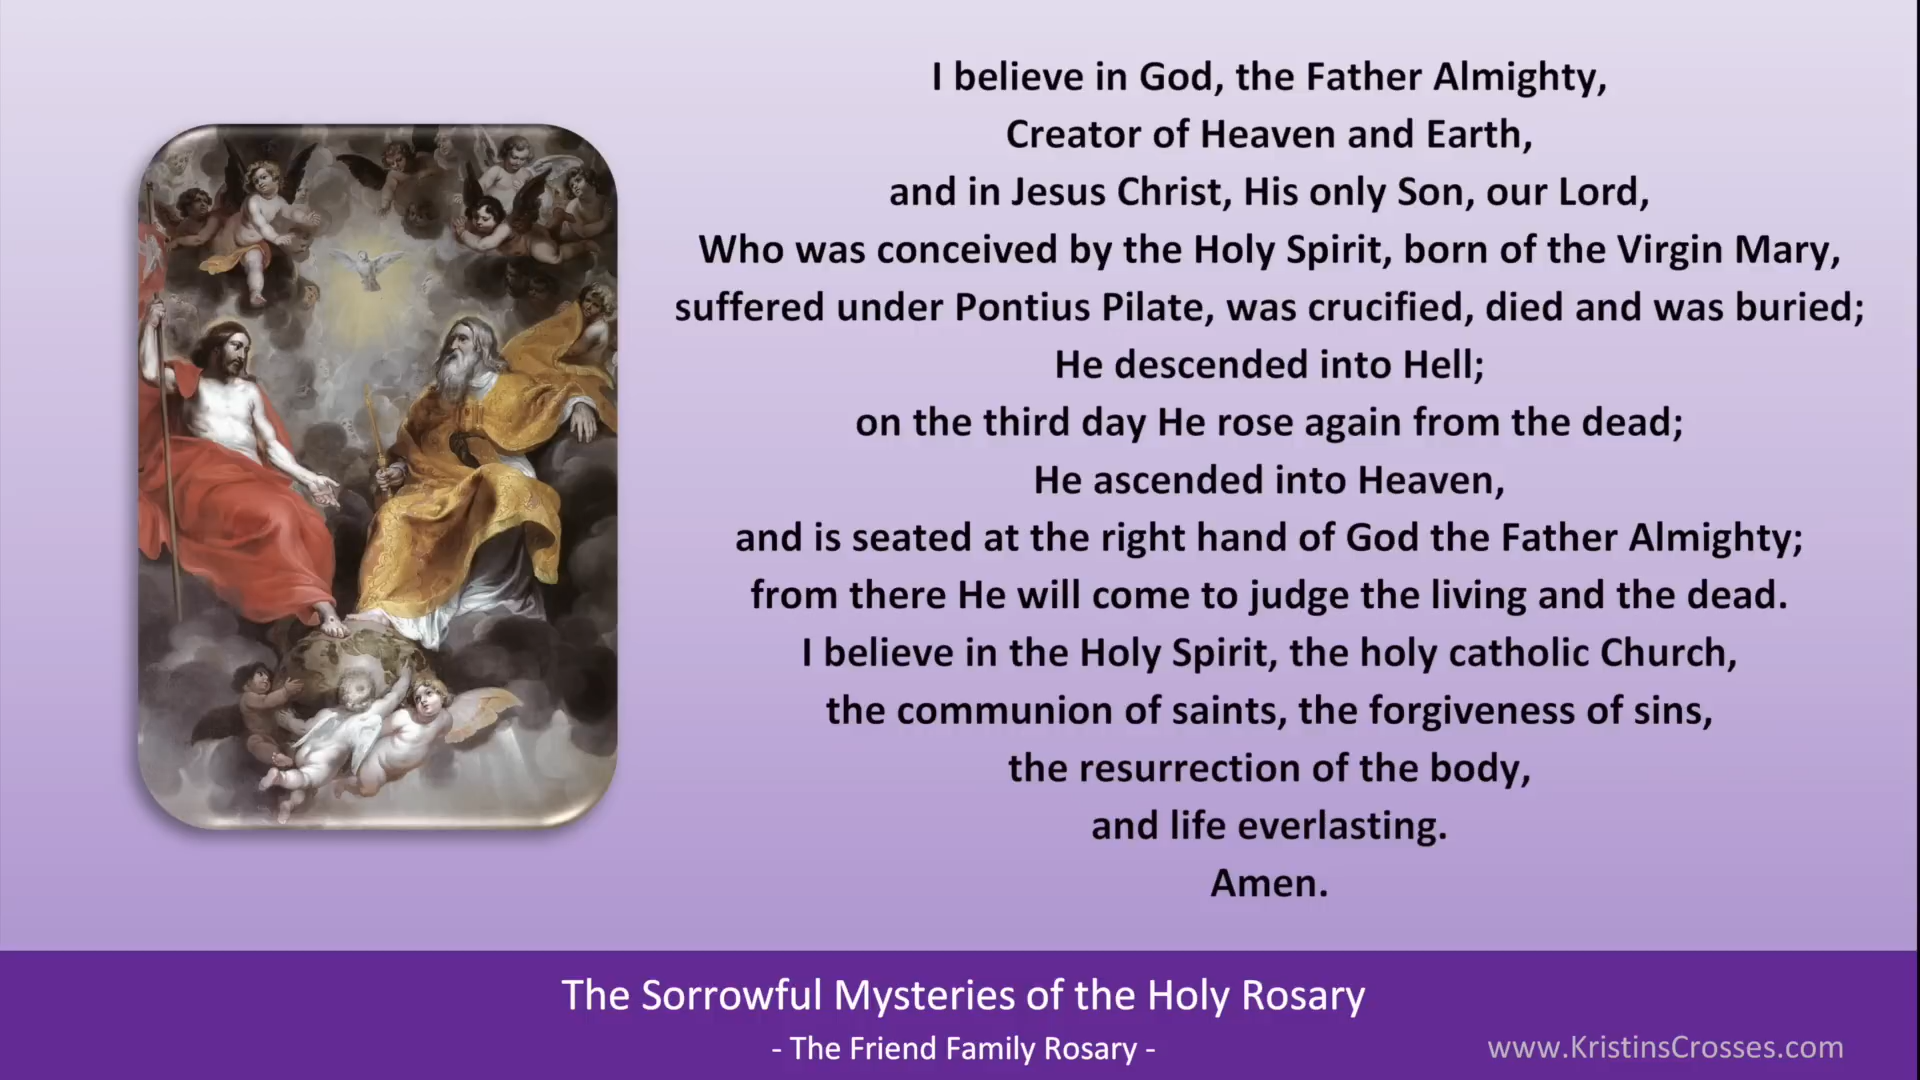 I believe in God, the Father Almighty,
Creator of Heaven and Earth,
and in Jesus Christ, His only Son, our Lord,
Who was conceived by the Holy Spirit, born of the Virgin Mary,
suffered under Pontius Pilate, was crucified, died and was buried;
He descended into Hell;
on the third day He rose again from the dead;
He ascended into Heaven,
and is seated at the right hand of God the Father Almighty;
from there He will come to judge the living and the dead.
I believe in the Holy Spirit, the holy catholic Church,
the communion of saints, the forgiveness of sins,
the resurrection of the body,
and life everlasting.
Amen.
The Sorrowful Mysteries of the Holy Rosary
- The Friend Family Rosary -
www.KristinsCrosses.com